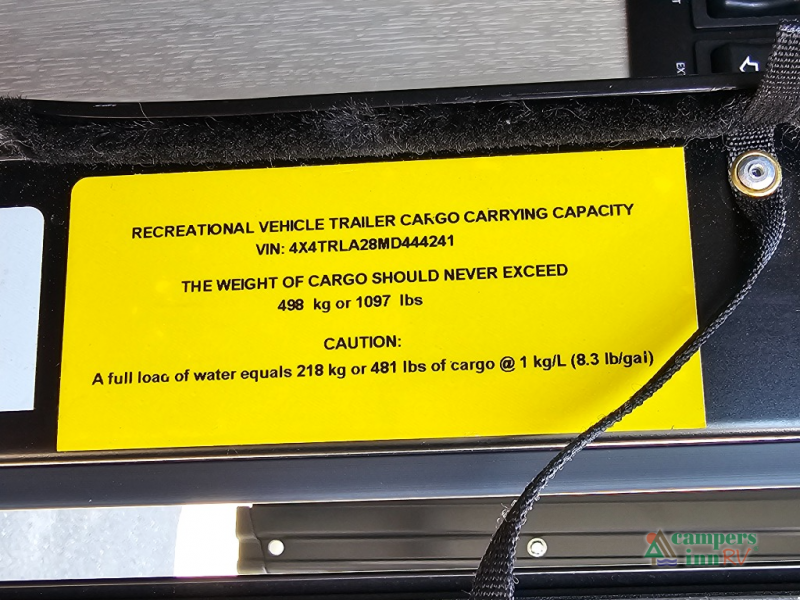 RECREATIONAL VEHICLE TRAILER CARGO CARRYING CAPACITY
VIN: 4X4TRLA28MD444241
THE WEIGHT OF CARGO SHOULD NEVER EXCEED
498 kg or 1097 lbs
CAUTION:
A full load of water equals 218 kg or 481 lbs of cargo @ 1 kg/L (8.3 lb/gal)
campers
inn RV